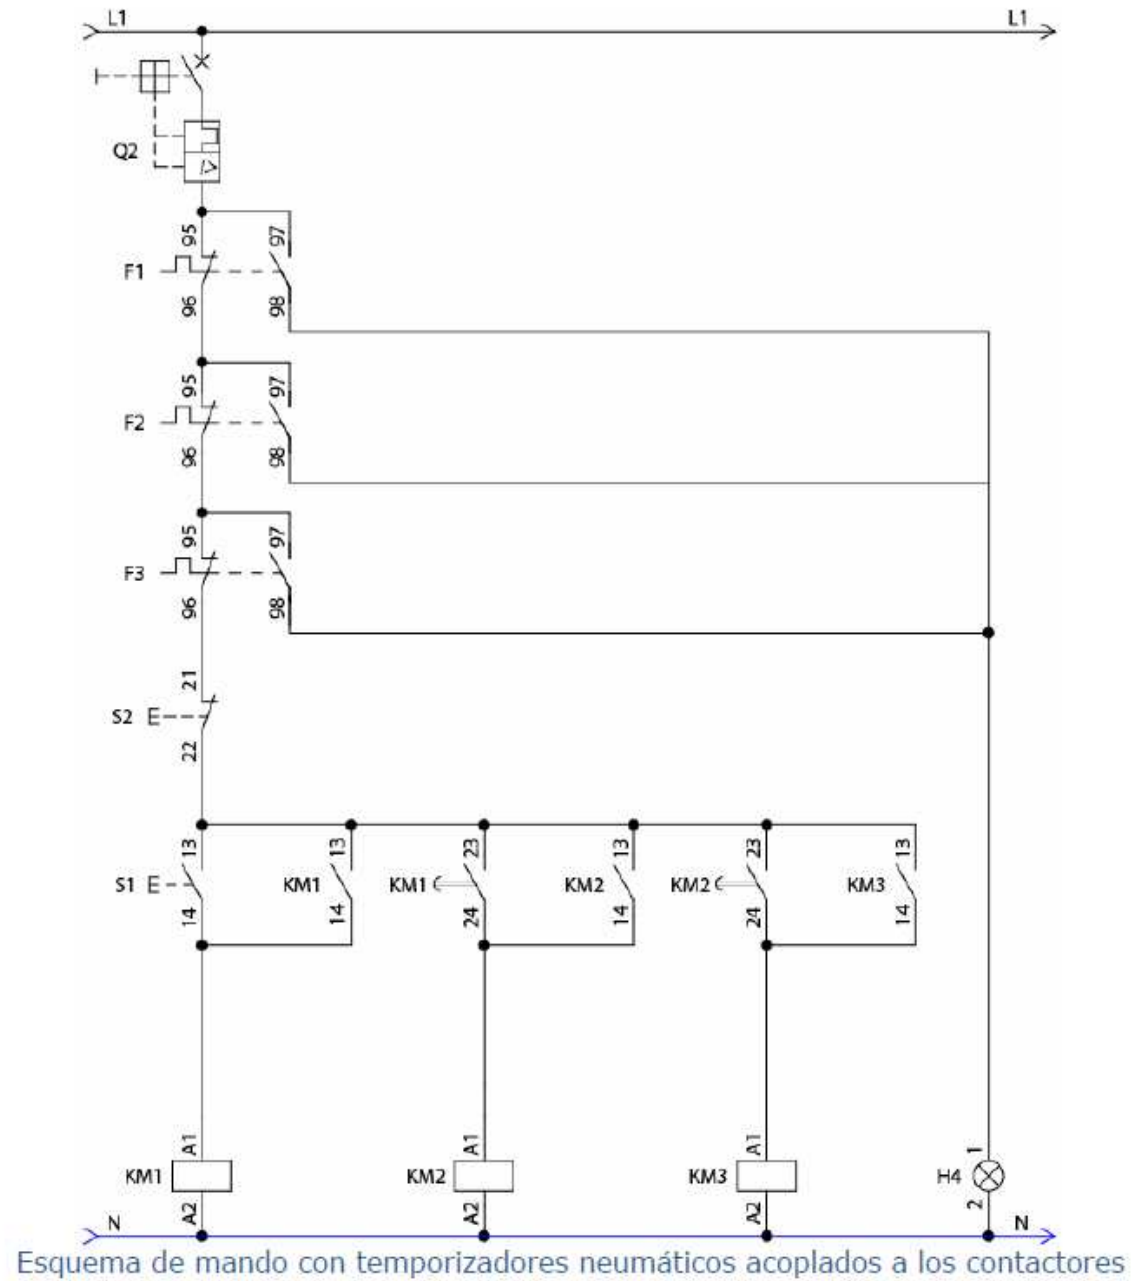 L1 L1
Q2
95 97
F1
96 98
95 97
F2
96 98
95 97
F3
96 98
21
S2
22
13 13 23 13 23 13
S1 KM1 KM1 KM2 KM2 KM3
14 14 24 14 24 14
A1 A1 A1 1
KM1 KM2 KM3 H4
A2 A2 A2 2
N N
Esquema de mando con temporizadores neumáticos acoplados a los contactores